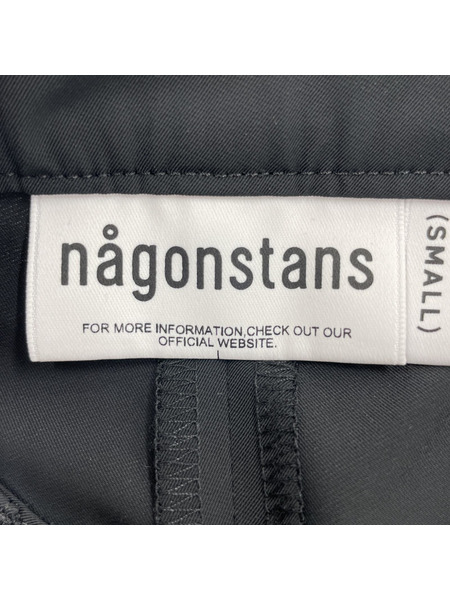 någonstans
FOR MORE INFORMATION,CHECK OUT OUR
OFFICIAL WEBSITE.
(SMALL)